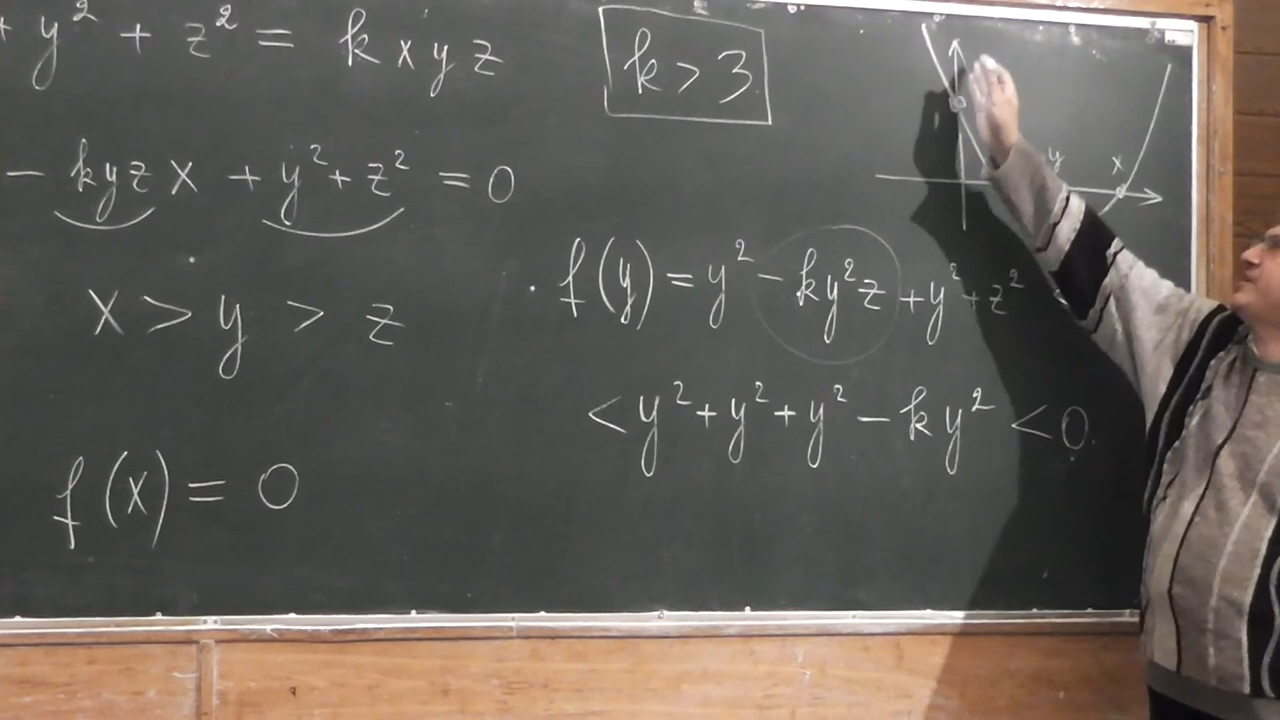 + y² + z² = kxyz
k > 3
- kyzx + y² + z² = 0
y x
x > y > z
f(y) = y² - ky²z + y² + z² <
< y² + y² + y² - ky² < 0
f(x) = 0